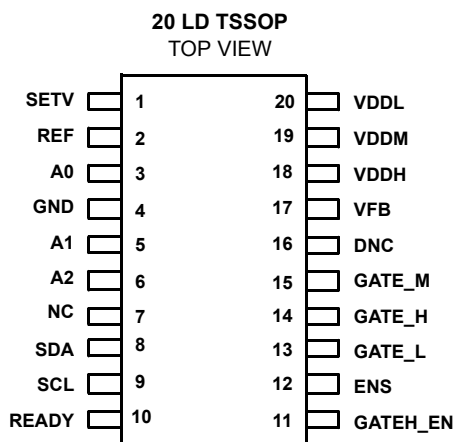 20 LD TSSOP
TOP VIEW
SETV 1 20 VDDL
REF 2 19 VDDM
A0 3 18 VDDH
GND 4 17 VFB
A1 5 16 DNC
A2 6 15 GATE_M
NC 7 14 GATE_H
SDA 8 13 GATE_L
SCL 9 12 ENS
READY 10 11 GATEH_EN